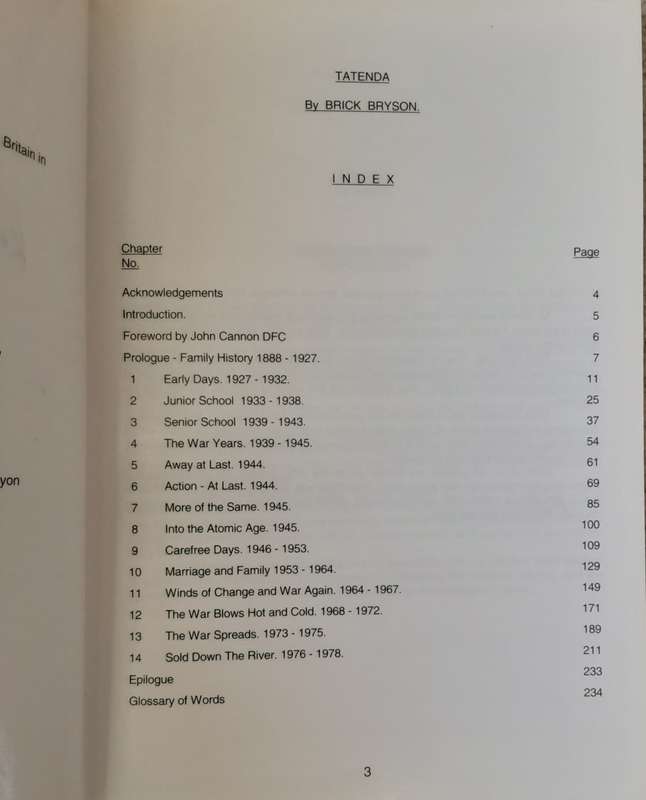 Britain in
yon
TATENDA
By BRICK BRYSON.
I N D E X
Chapter
No.
Page
Acknowledgements 4
Introduction. 5
Foreword by John Cannon DFC 6
Prologue - Family History 1888 - 1927. 7
1 Early Days. 1927 - 1932. 11
2 Junior School 1933 - 1938. 25
3 Senior School 1939 - 1943. 37
4 The War Years. 1939 - 1945. 54
5 Away at Last. 1944. 61
6 Action - At Last. 1944. 69
7 More of the Same. 1945. 85
8 Into the Atomic Age. 1945. 100
9 Carefree Days. 1946 - 1953. 109
10 Marriage and Family 1953 - 1964. 129
11 Winds of Change and War Again. 1964 - 1967. 149
12 The War Blows Hot and Cold. 1968 - 1972. 171
13 The War Spreads. 1973 - 1975. 189
14 Sold Down The River. 1976 - 1978. 211
Epilogue 233
Glossary of Words 234
3